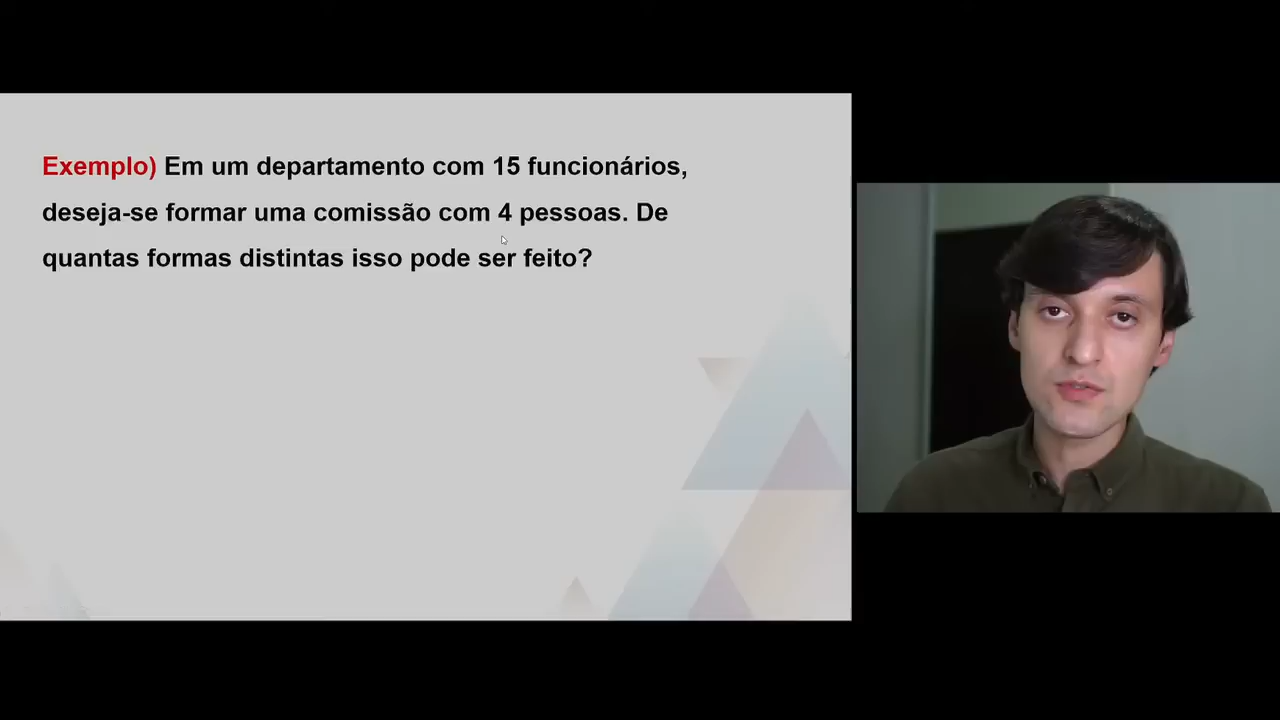 Exemplo) Em um departamento com 15 funcionários,
deseja-se formar uma comissão com 4 pessoas. De
quantas formas distintas isso pode ser feito?